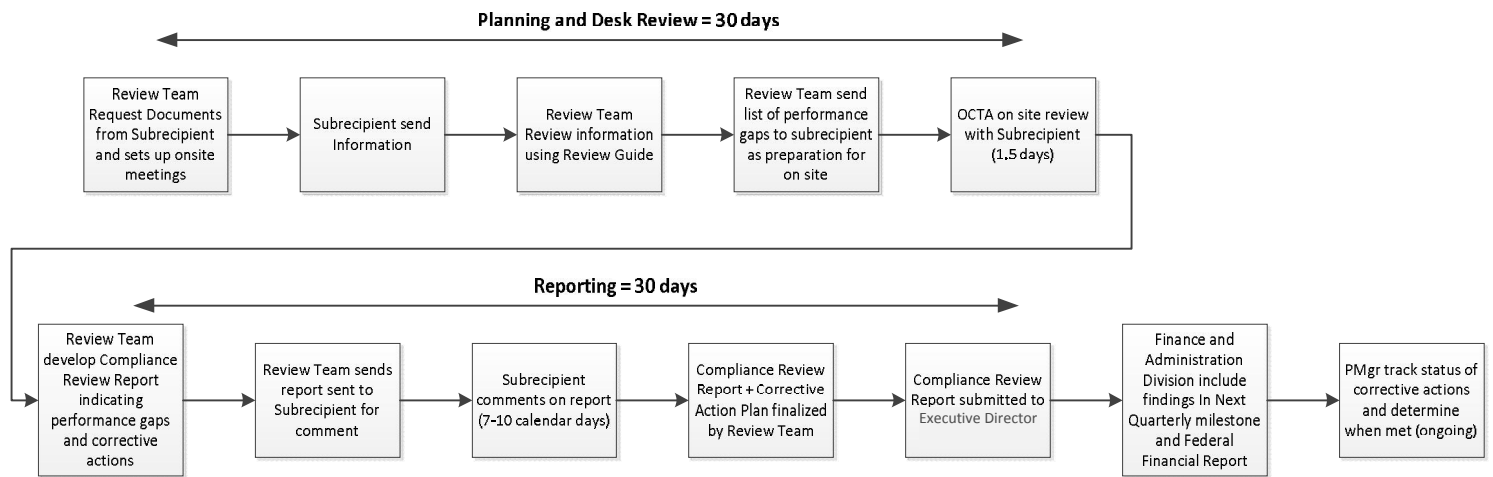 Planning and Desk Review = 30 days
Review Team
Request Documents
from Subrecipient
and sets up onsite
meetings
Subrecipient send
Information
Review Team
Review information
using Review Guide
Review Team send
list of performance
gaps to subrecipient
as preparation for
on site
OCTA on site review
with Subrecipient
(1.5 days)
Reporting = 30 days
Review Team
develop Compliance
Review Report
indicating
performance gaps
and corrective
actions
Review Team sends
report sent to
Subrecipient for
comment
Subrecipient
comments on report
(7-10 calendar days)
Compliance Review
Report + Corrective
Action Plan finalized
by Review Team
Compliance Review
Report submitted to
Executive Director
Finance and
Administration
Division include
findings In Next
Quarterly milestone
and Federal
Financial Report
PMgr track status of
corrective actions
and determine
when met (ongoing)